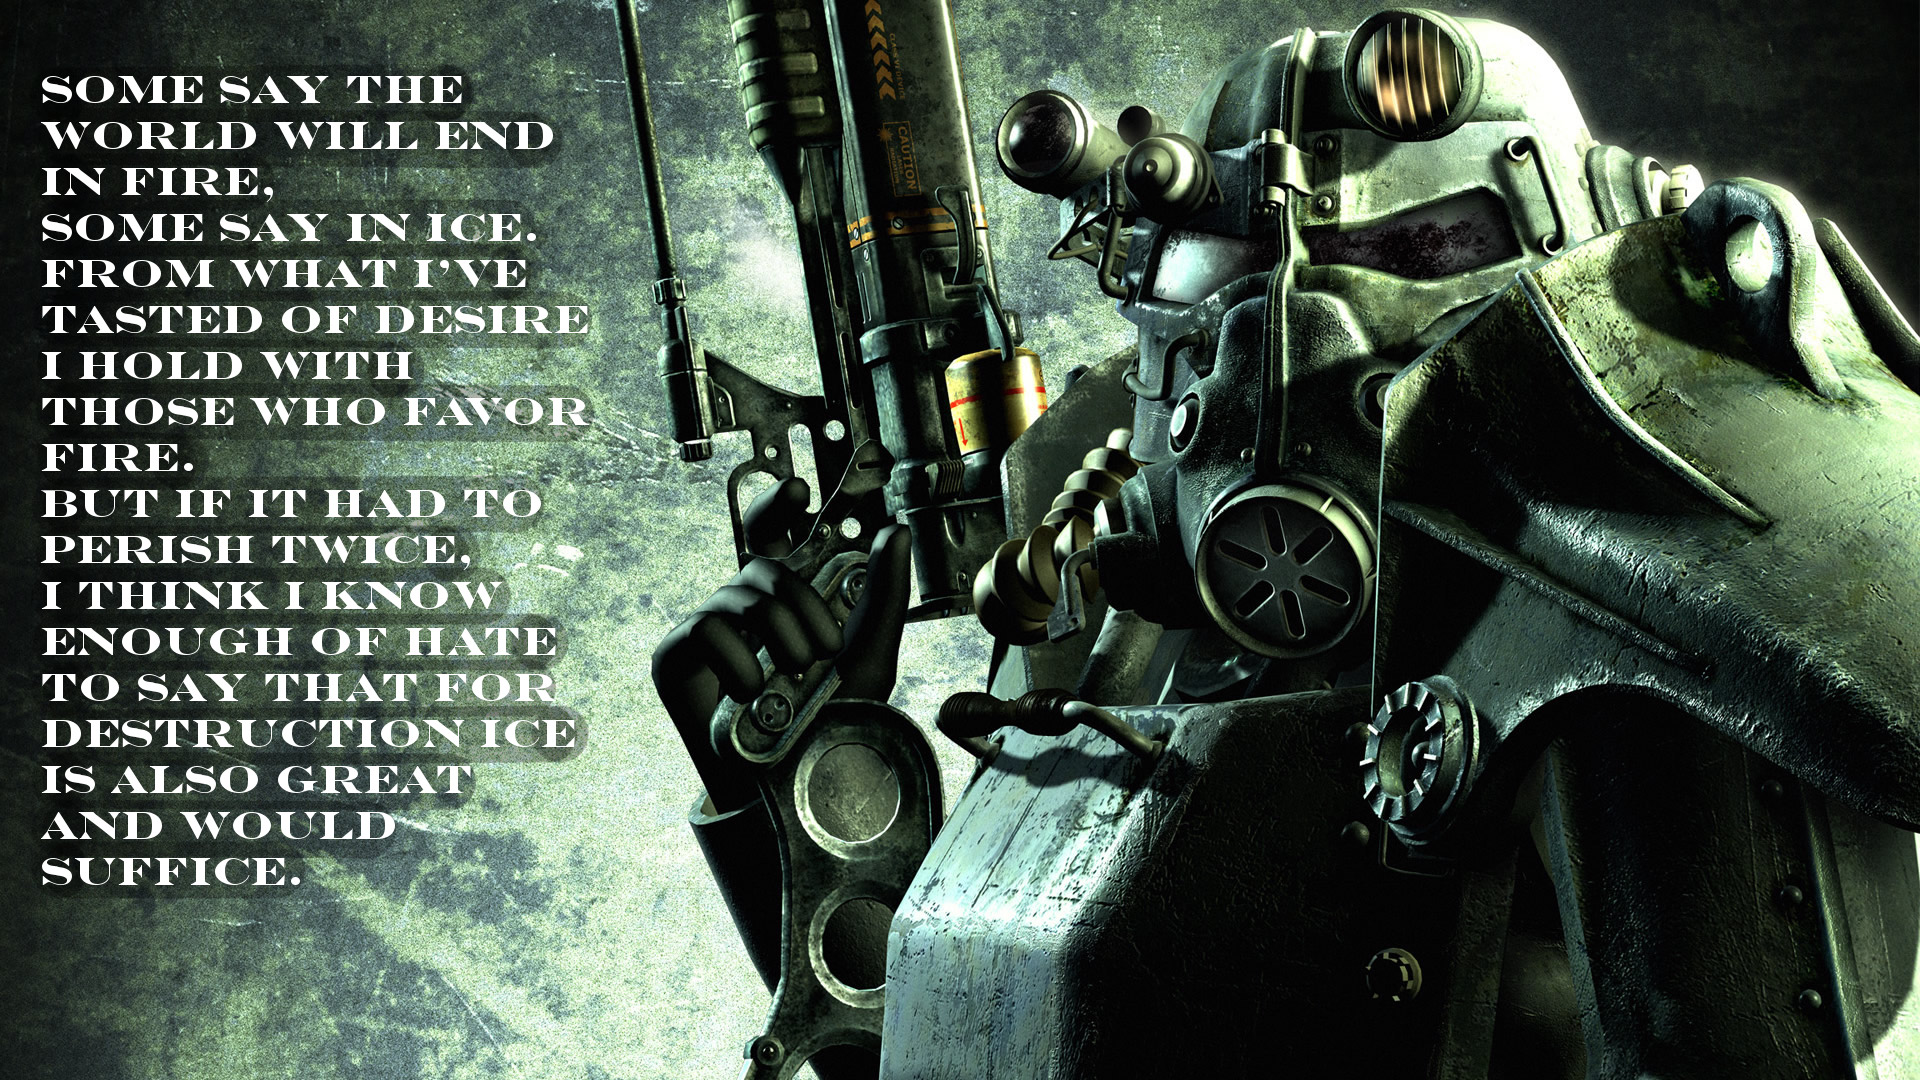 SOME SAY THE
WORLD WILL END
IN FIRE,
SOME SAY IN ICE.
FROM WHAT I'VE
TASTED OF DESIRE
I HOLD WITH
THOSE WHO FAVOR
FIRE.
BUT IF IT HAD TO
PERISH TWICE,
I THINK I KNOW
ENOUGH OF HATE
TO SAY THAT FOR
DESTRUCTION ICE
IS ALSO GREAT
AND WOULD
SUFFICE.
CAUTION